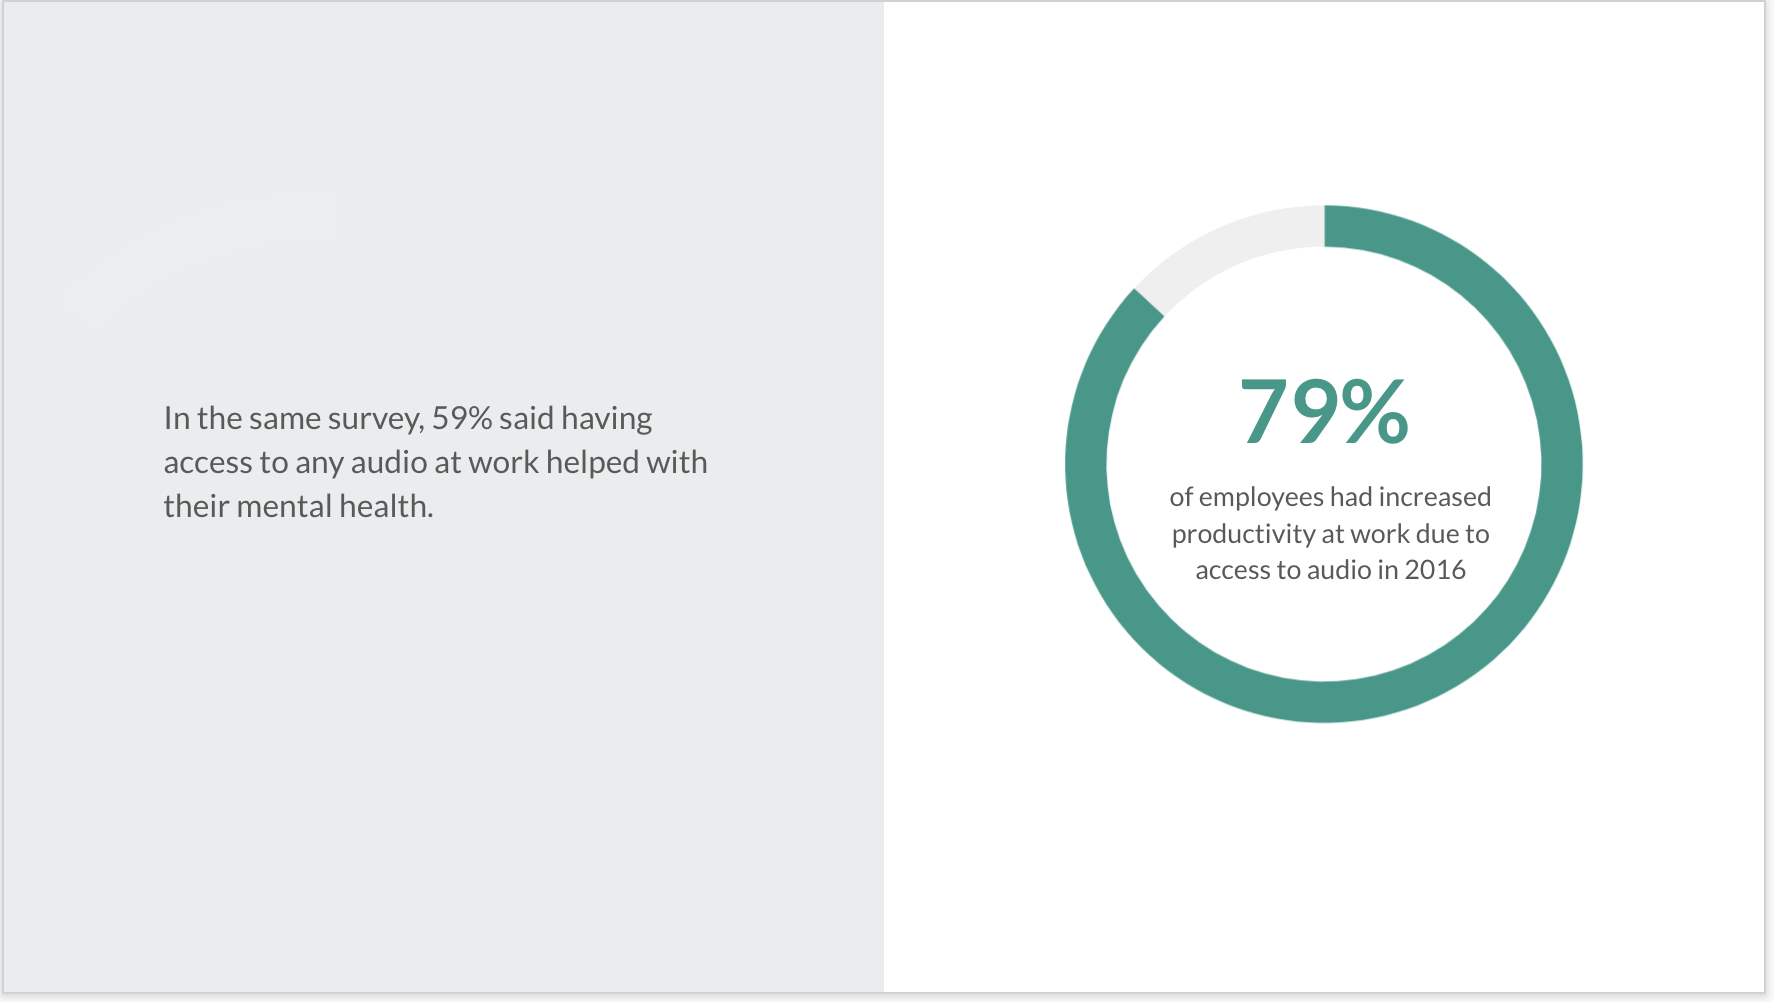 In the same survey, 59% said having
access to any audio at work helped with
their mental health.
79%
of employees had increased
productivity at work due to
access to audio in 2016